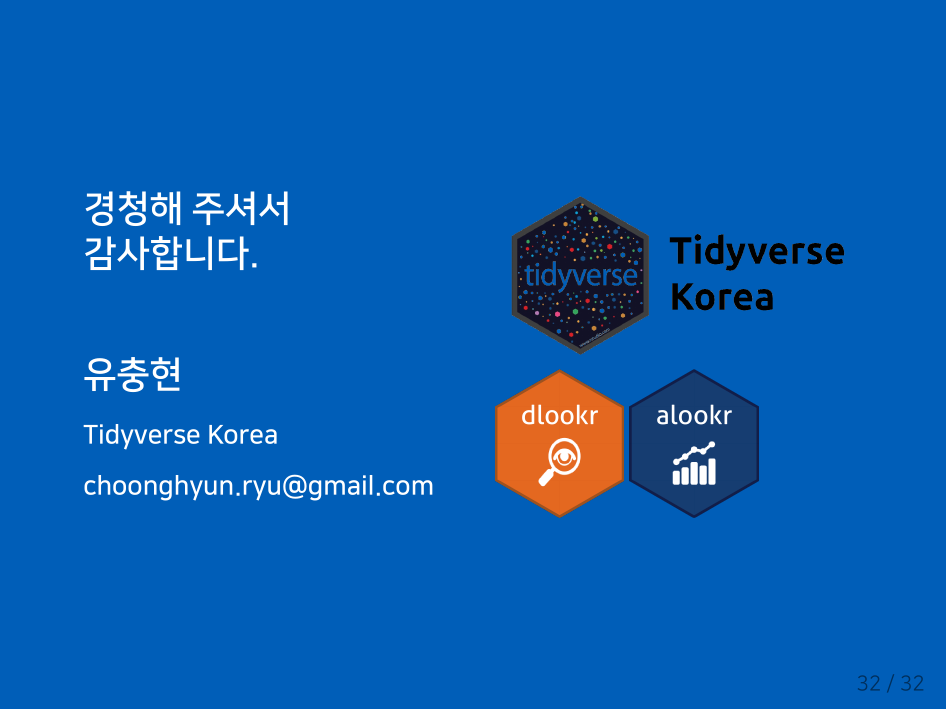 경청해 주셔서
감사합니다.
유충현
Tidyverse Korea
choonghyun.ryu@gmail.com
tidyverse
Tidyverse
Korea
dlookr
alookr
32 / 32